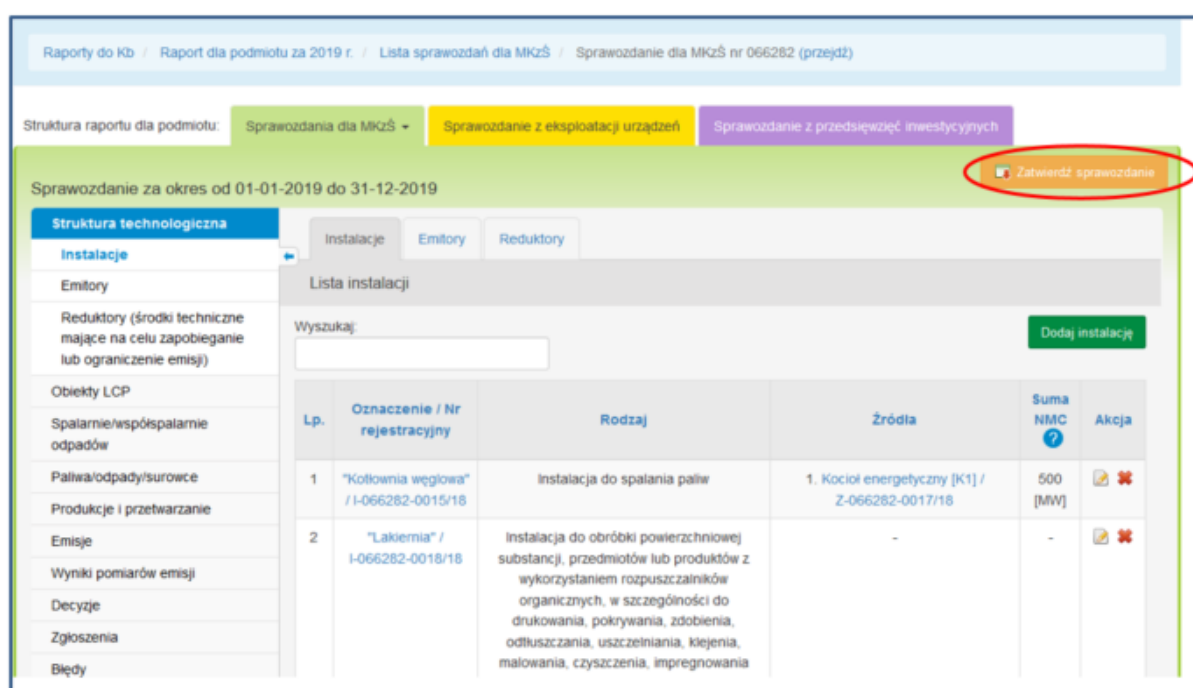 Raporty do Kb / Raport dla podmiotu za 2019 r. / Lista sprawozdań dla MKzŚ / Sprawozdanie dla MKzŚ nr 066282 (przejdź)
Struktura raportu dla podmiotu: Sprawozdania dla MKzŚ Sprawozdanie z eksploatacji urządzeń Sprawozdanie z przedsięwzięć inwestycyjnych
Zatwierdź sprawozdanie
Sprawozdanie za okres od 01-01-2019 do 31-12-2019
Struktura technologiczna
Instalacje
Emitory
Reduktory (środki techniczne
mające na celu zapobieganie
lub ograniczenie emisji)
Obiekty LCP
Spalarnie/współspalarnie
odpadów
Paliwa/odpady/surowce
Produkcje i przetwarzanie
Emisje
Wyniki pomiarów emisji
Decyzje
Zgłoszenia
Błędy
Instalacje Emitory Reduktory
Lista instalacji
Wyszukaj:
Dodaj instalację
Lp. Oznaczenie / Nr rejestracyjny Rodzaj Źródła Suma NMC ? Akcja
1 "Kotłownia węglowa" / I-066282-0015/18 Instalacja do spalania paliw 1. Kocioł energetyczny [K1] / Z-066282-0017/18 500 [MW]
2 "Lakiernia" / I-066282-0018/18 Instalacja do obróbki powierzchniowej - -
substancji, przedmiotów lub produktów z
wykorzystaniem rozpuszczalników
organicznych, w szczególności do
drukowania, pokrywania, zdobienia,
odtłuszczania, uszczelniania, klejenia,
malowania, czyszczenia, impregnowania